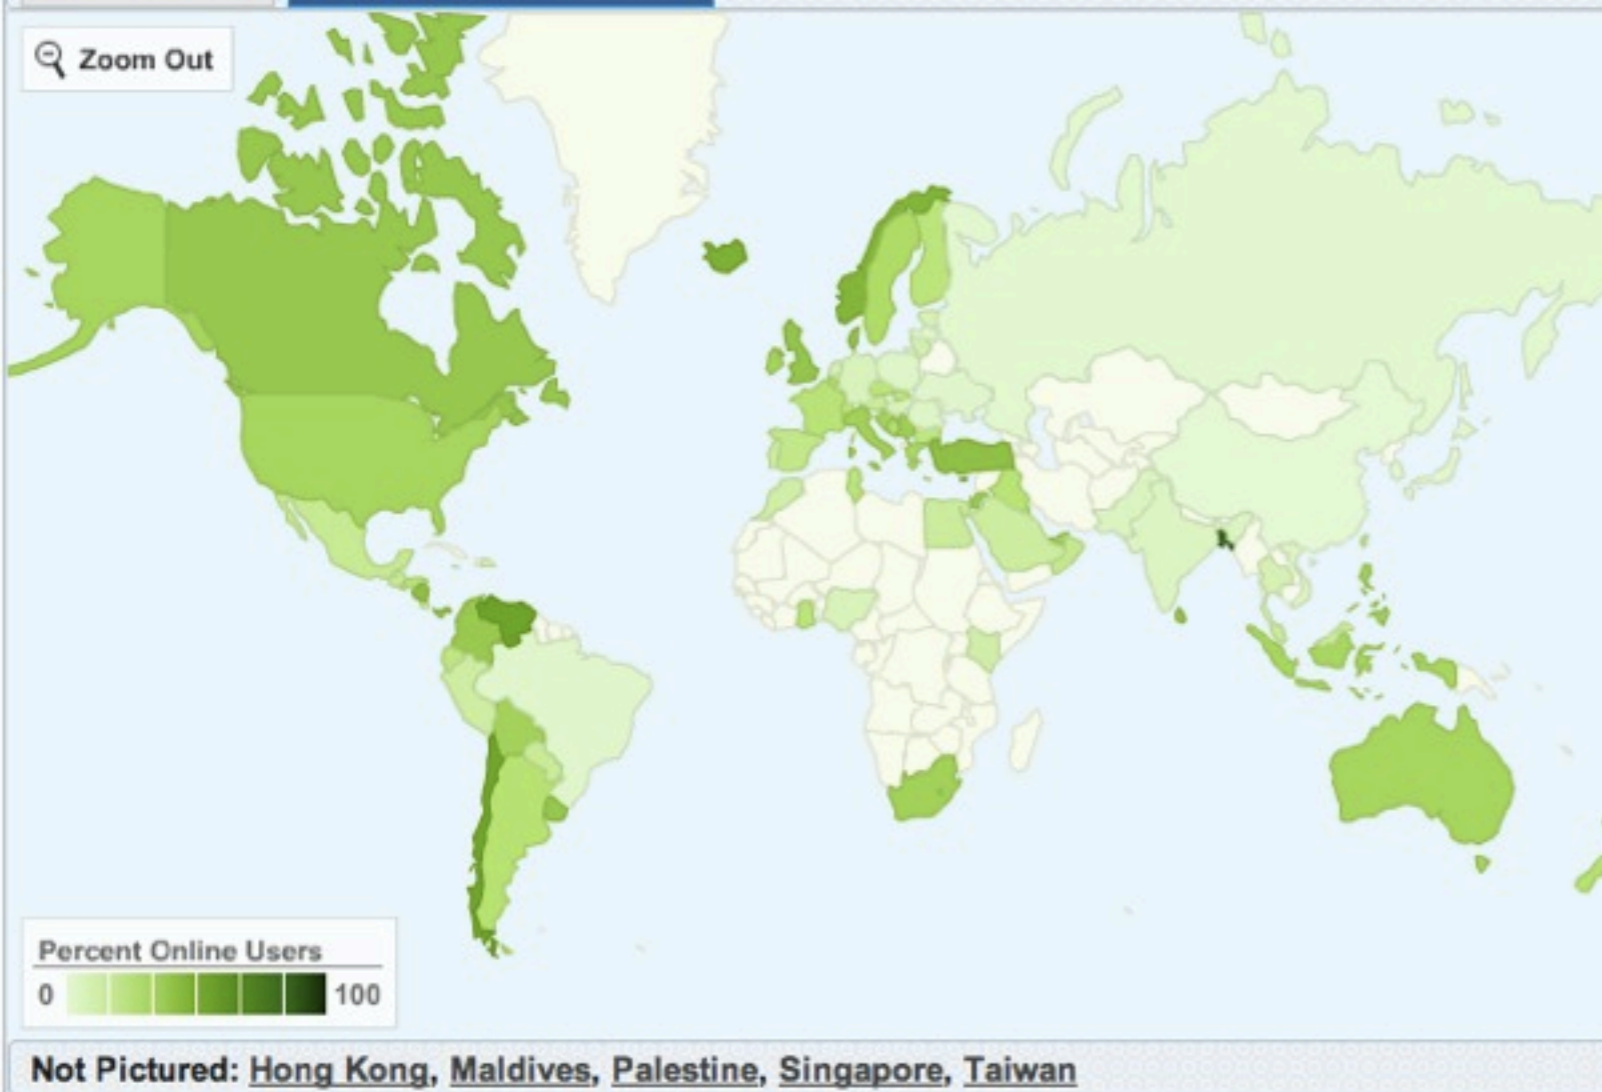 Zoom Out
Percent Online Users
0 100
Not Pictured: Hong Kong, Maldives, Palestine, Singapore, Taiwan